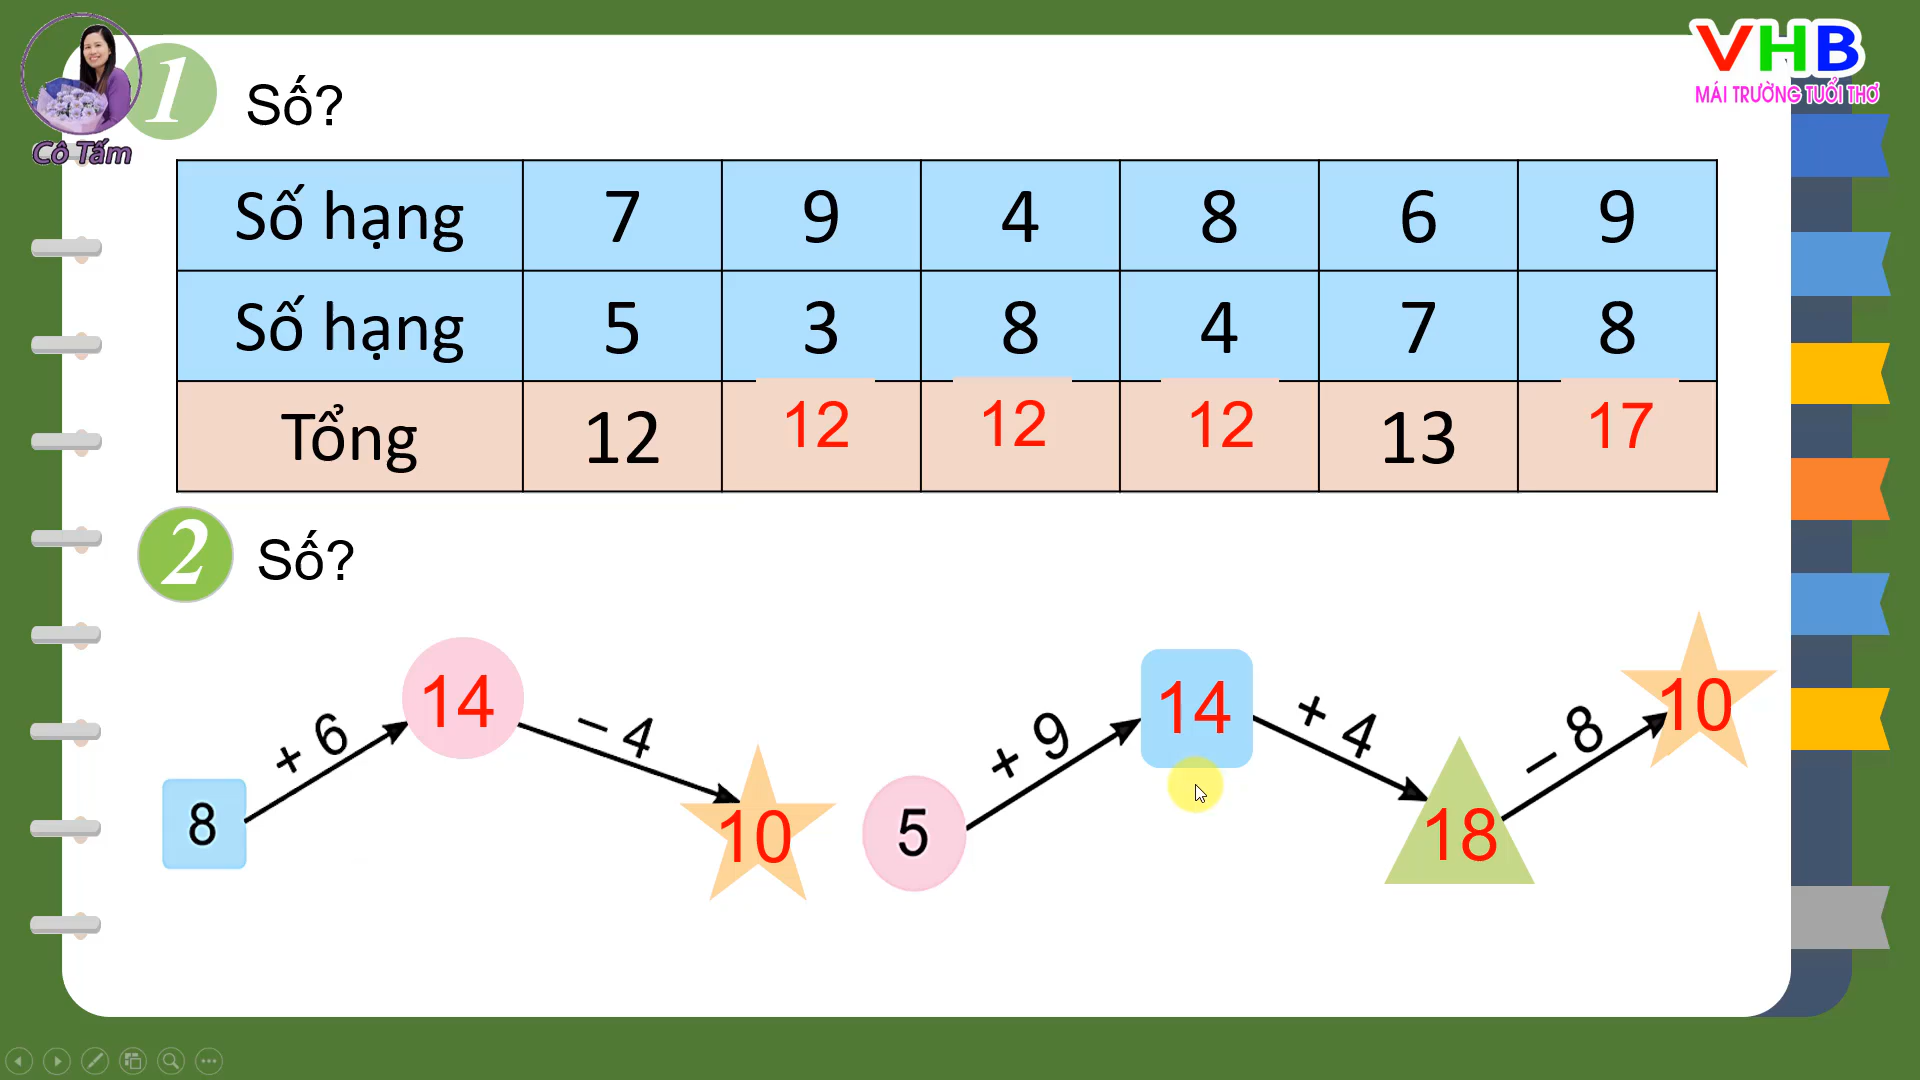 VHB
MÁI TRƯỜNG TUỔI THƠ
Cô Tấm
1 Số?
Số hạng 7 9 4 8 6 9
Số hạng 5 3 8 4 7 8
Tổng 12 12 12 12 13 17
2 Số?
8 + 6 14 − 4 10
5 + 9 14 + 4 18 − 8 10